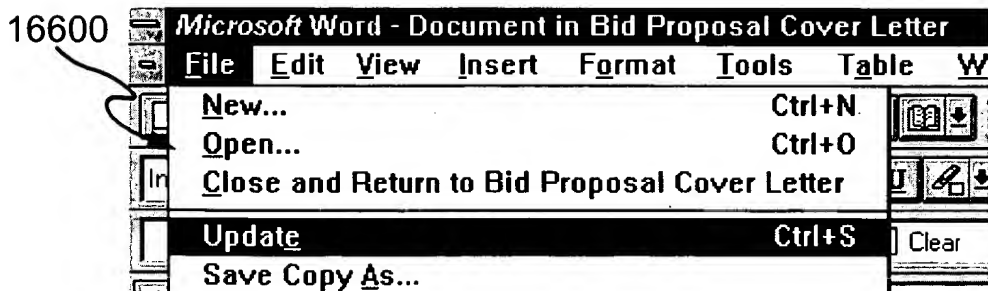 16600
Microsoft Word - Document in Bid Proposal Cover Letter
File Edit View Insert Format Tools Table W
New... Ctrl+N
Open... Ctrl+O
In U
Close and Return to Bid Proposal Cover Letter
Update Ctrl+S Clear
Save Copy As...